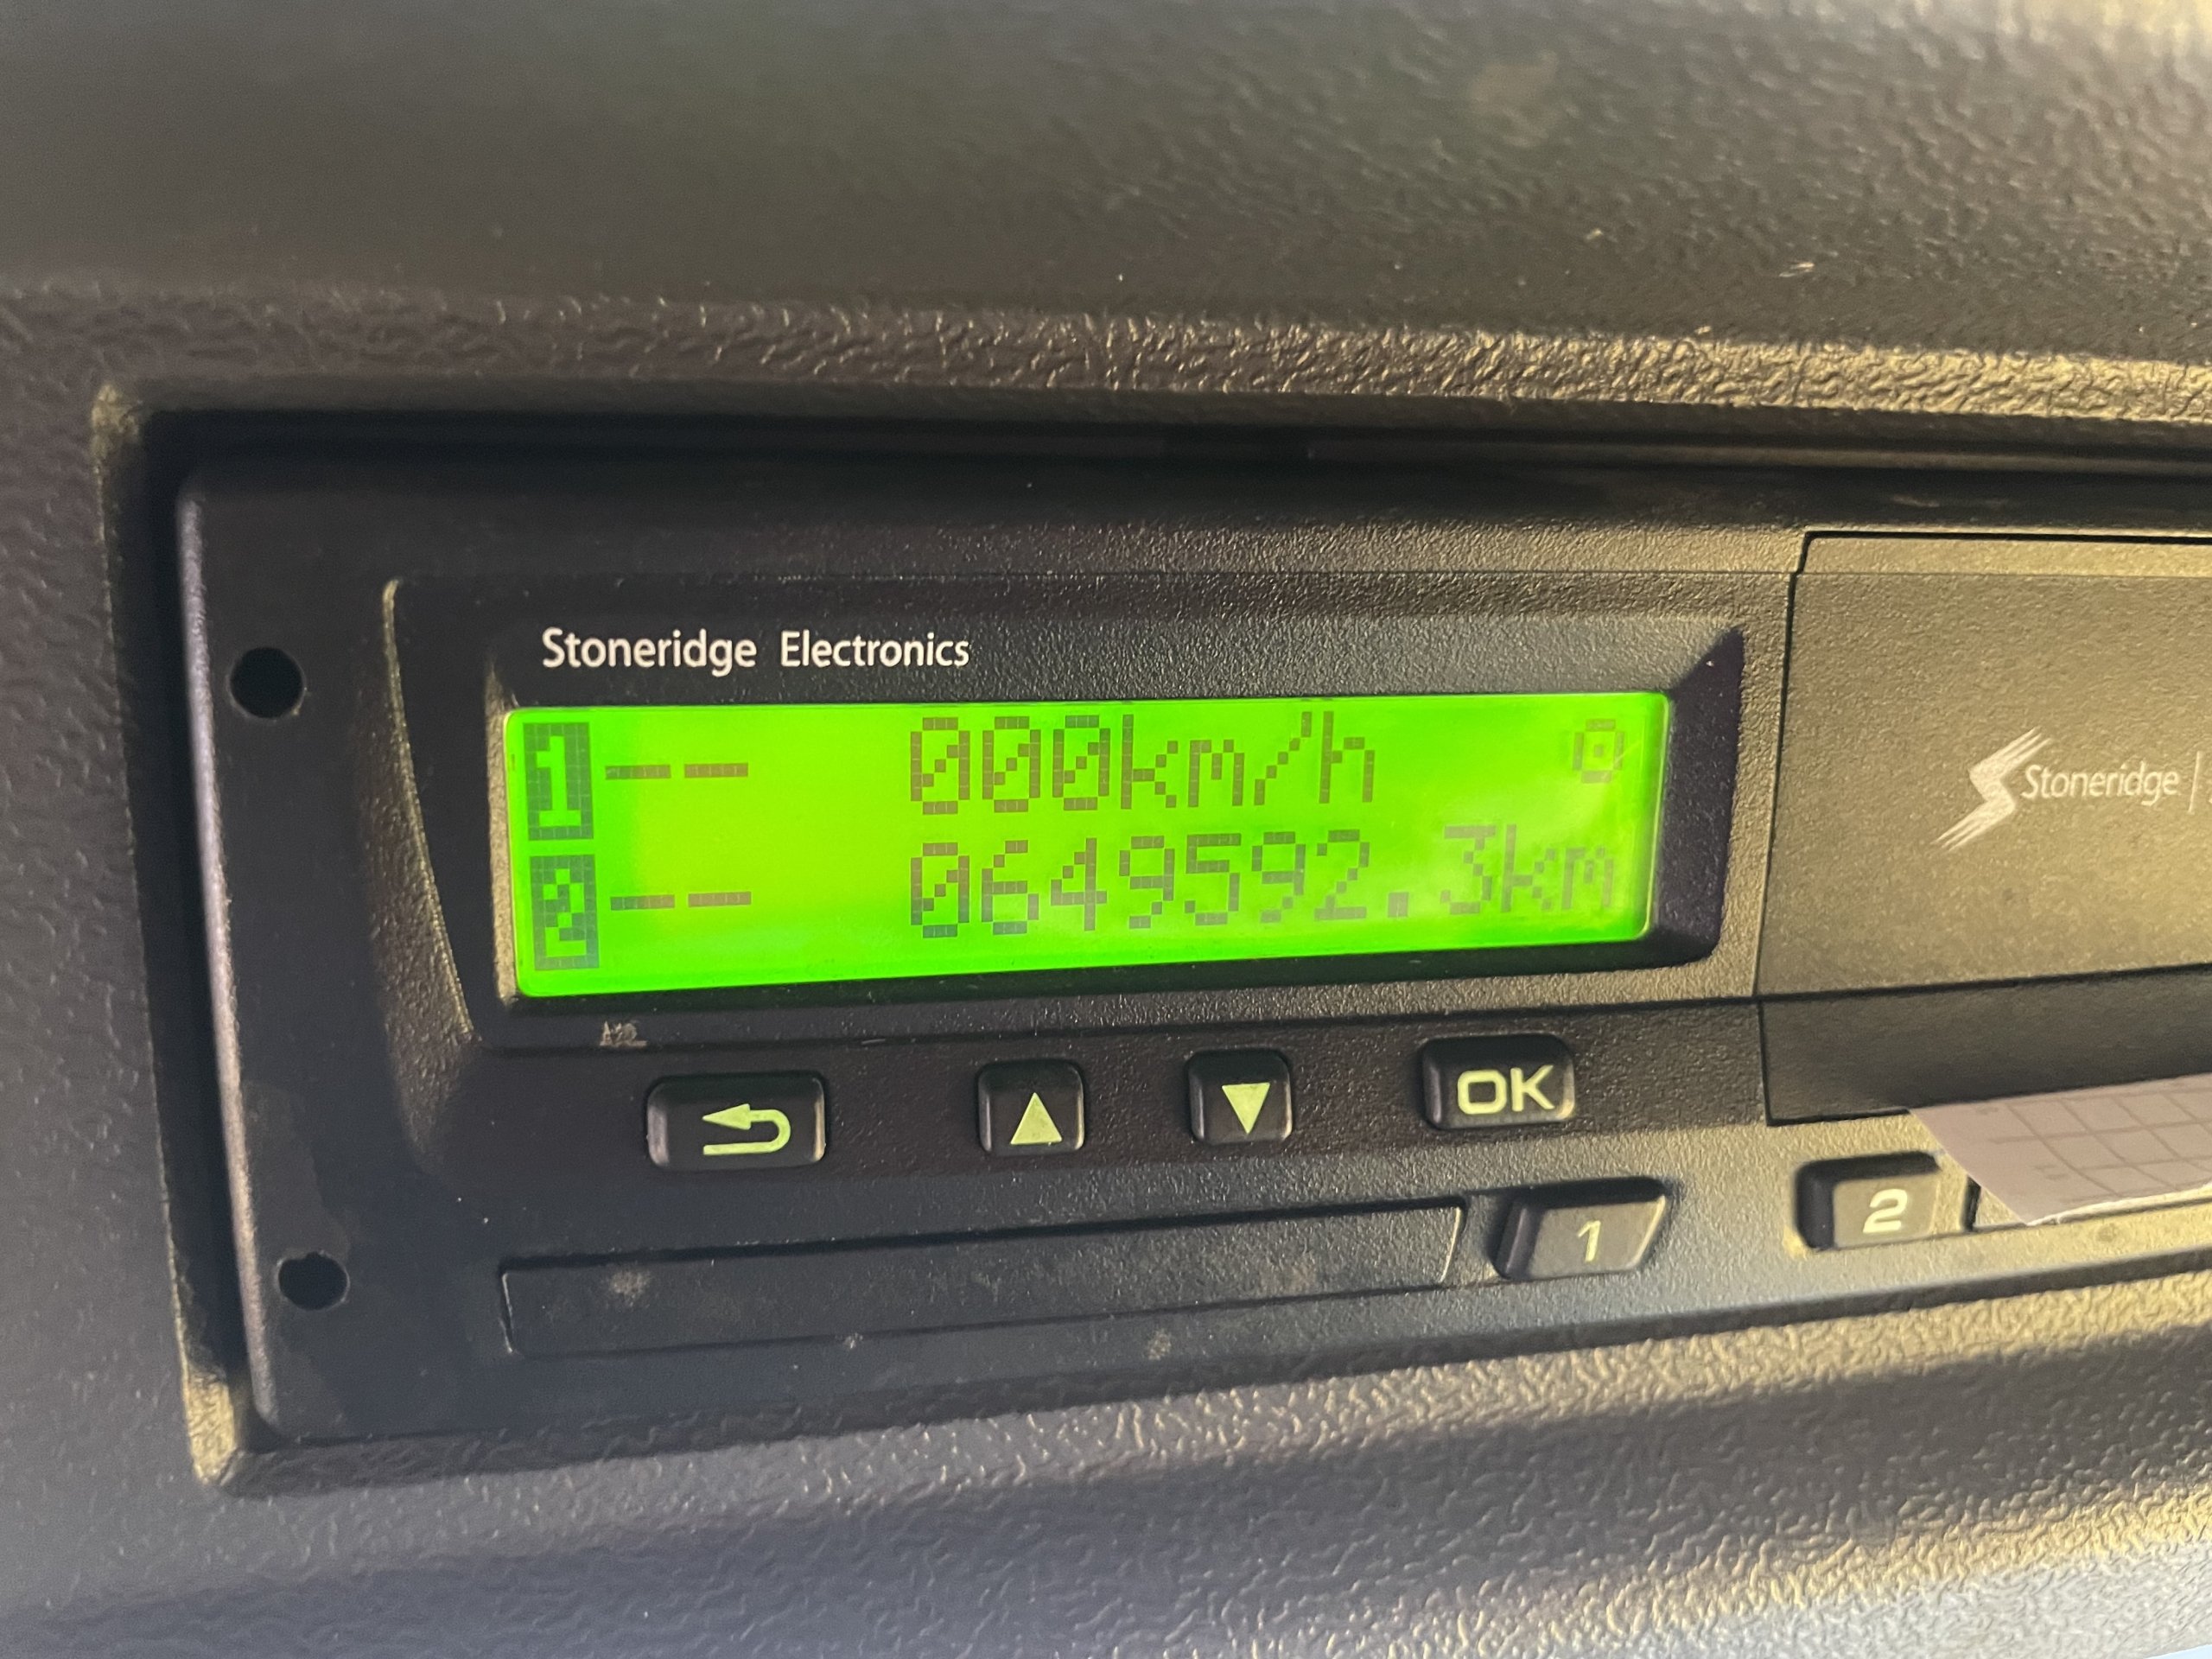 Stoneridge Electronics
1-- 000km/h
2-- 0649592.3km
Stoneridge
OK
1
2